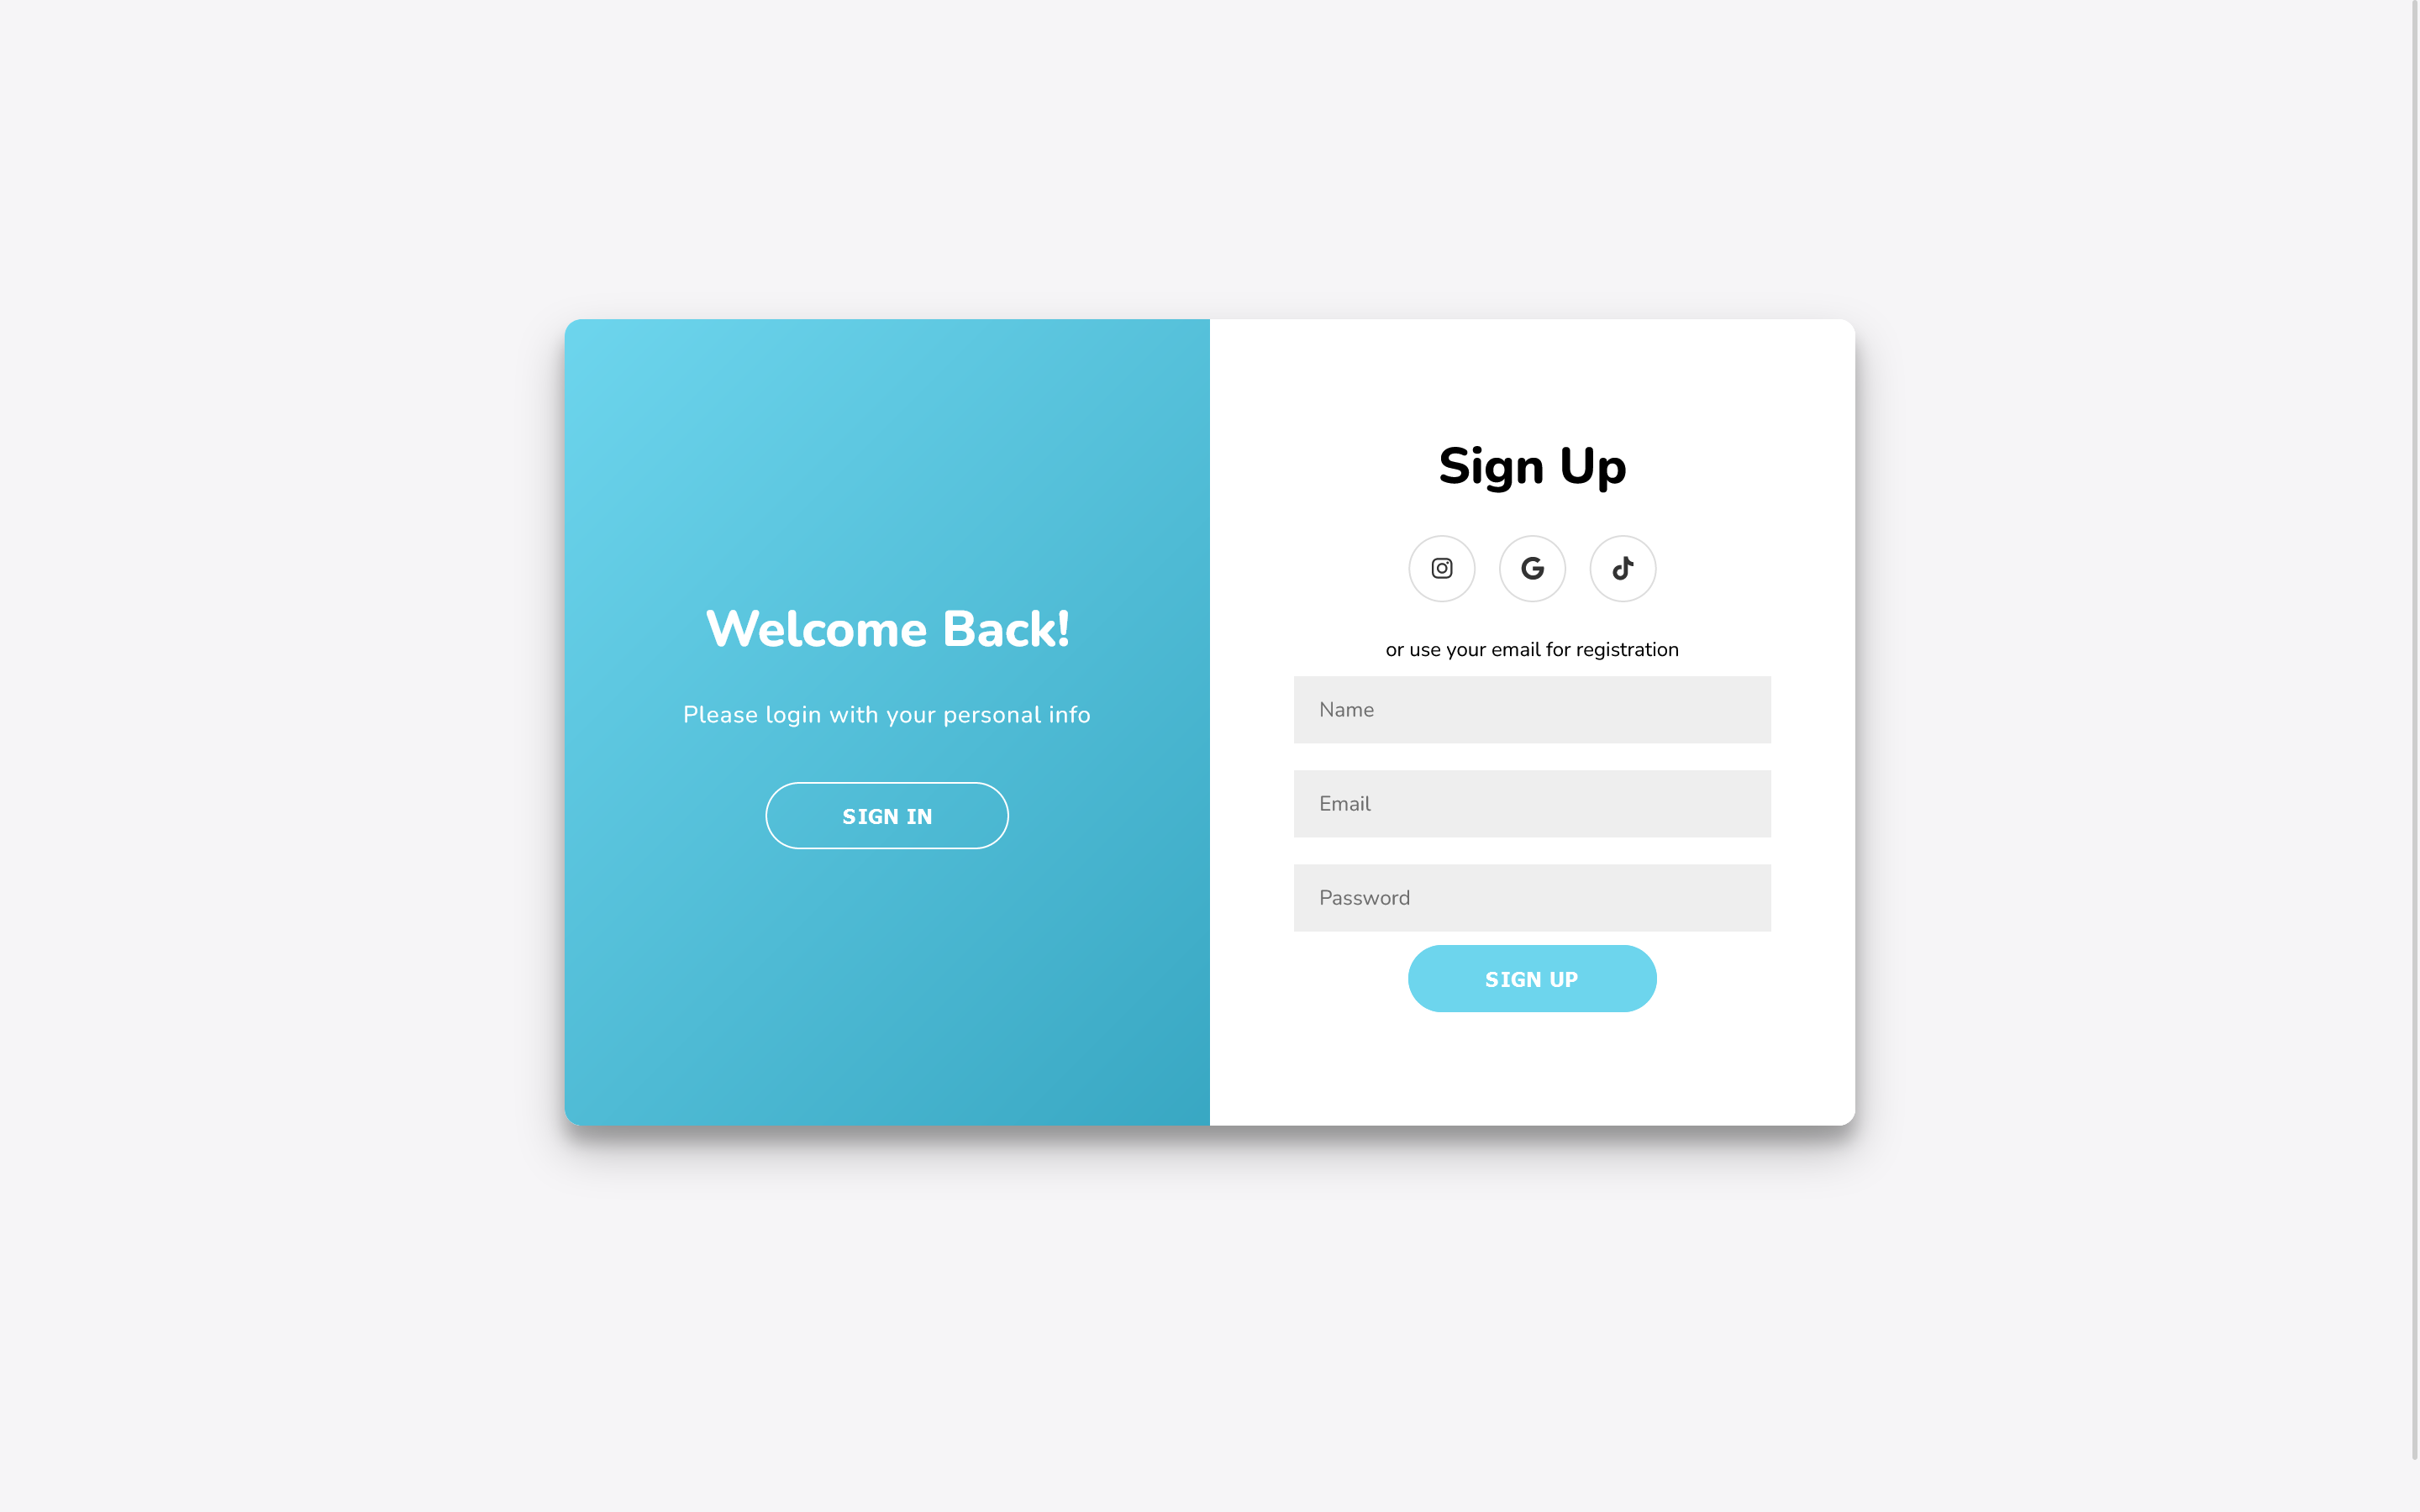 Welcome Back!
Please login with your personal info
SIGN IN
Sign Up
or use your email for registration
Name
Email
Password
SIGN UP